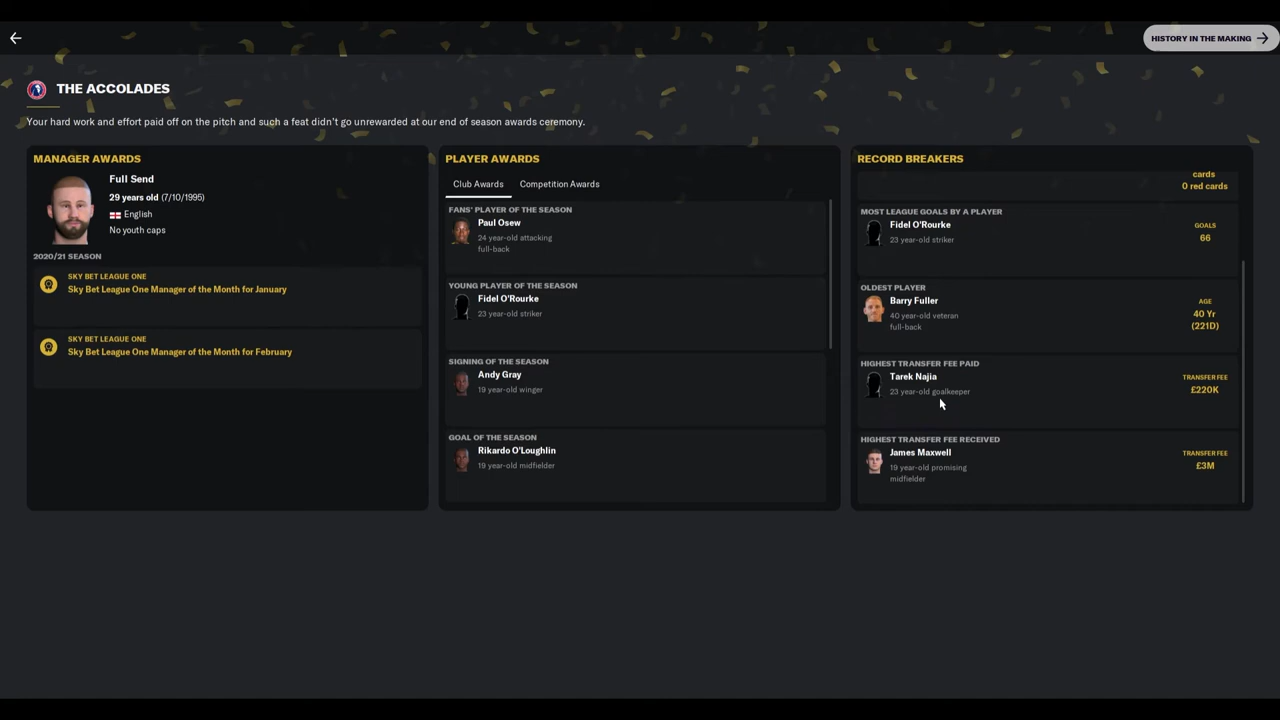 HISTORY IN THE MAKING
THE ACCOLADES
Your hard work and effort paid off on the pitch and such a feat didn't go unrewarded at our end of season awards ceremony.
MANAGER AWARDS
Full Send
29 years old (7/10/1995)
English
No youth caps
2020/21 SEASON
SKY BET LEAGUE ONE
Sky Bet League One Manager of the Month for January
SKY BET LEAGUE ONE
Sky Bet League One Manager of the Month for February
PLAYER AWARDS
Club Awards
Competition Awards
FANS' PLAYER OF THE SEASON
Paul Osew
24 year-old attacking
full-back
YOUNG PLAYER OF THE SEASON
Fidel O'Rourke
23 year-old striker
SIGNING OF THE SEASON
Andy Gray
19 year-old winger
GOAL OF THE SEASON
Rikardo O'Loughlin
19 year-old midfielder
RECORD BREAKERS
cards
0 red cards
MOST LEAGUE GOALS BY A PLAYER
Fidel O'Rourke
23 year-old striker
GOALS
66
OLDEST PLAYER
Barry Fuller
40 year-old veteran
full-back
AGE
40 Yr
(221D)
HIGHEST TRANSFER FEE PAID
Tarek Najia
23 year-old goalkeeper
TRANSFER FEE
£220K
HIGHEST TRANSFER FEE RECEIVED
James Maxwell
19 year-old promising
midfielder
TRANSFER FEE
£3M